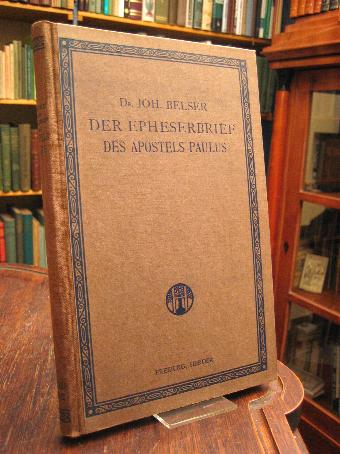 Dr. JOH. BELSER
DER EPHESERBRIEF
DES APOSTELS PAULUS
FREIBURG, HERDER